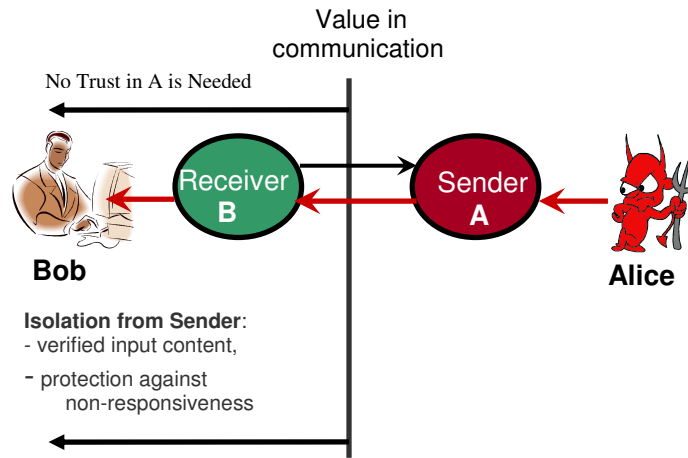 Value in
communication
No Trust in A is Needed
Receiver
B
Sender
A
Bob
Alice
Isolation from Sender:
- verified input content,
- protection against
non-responsiveness